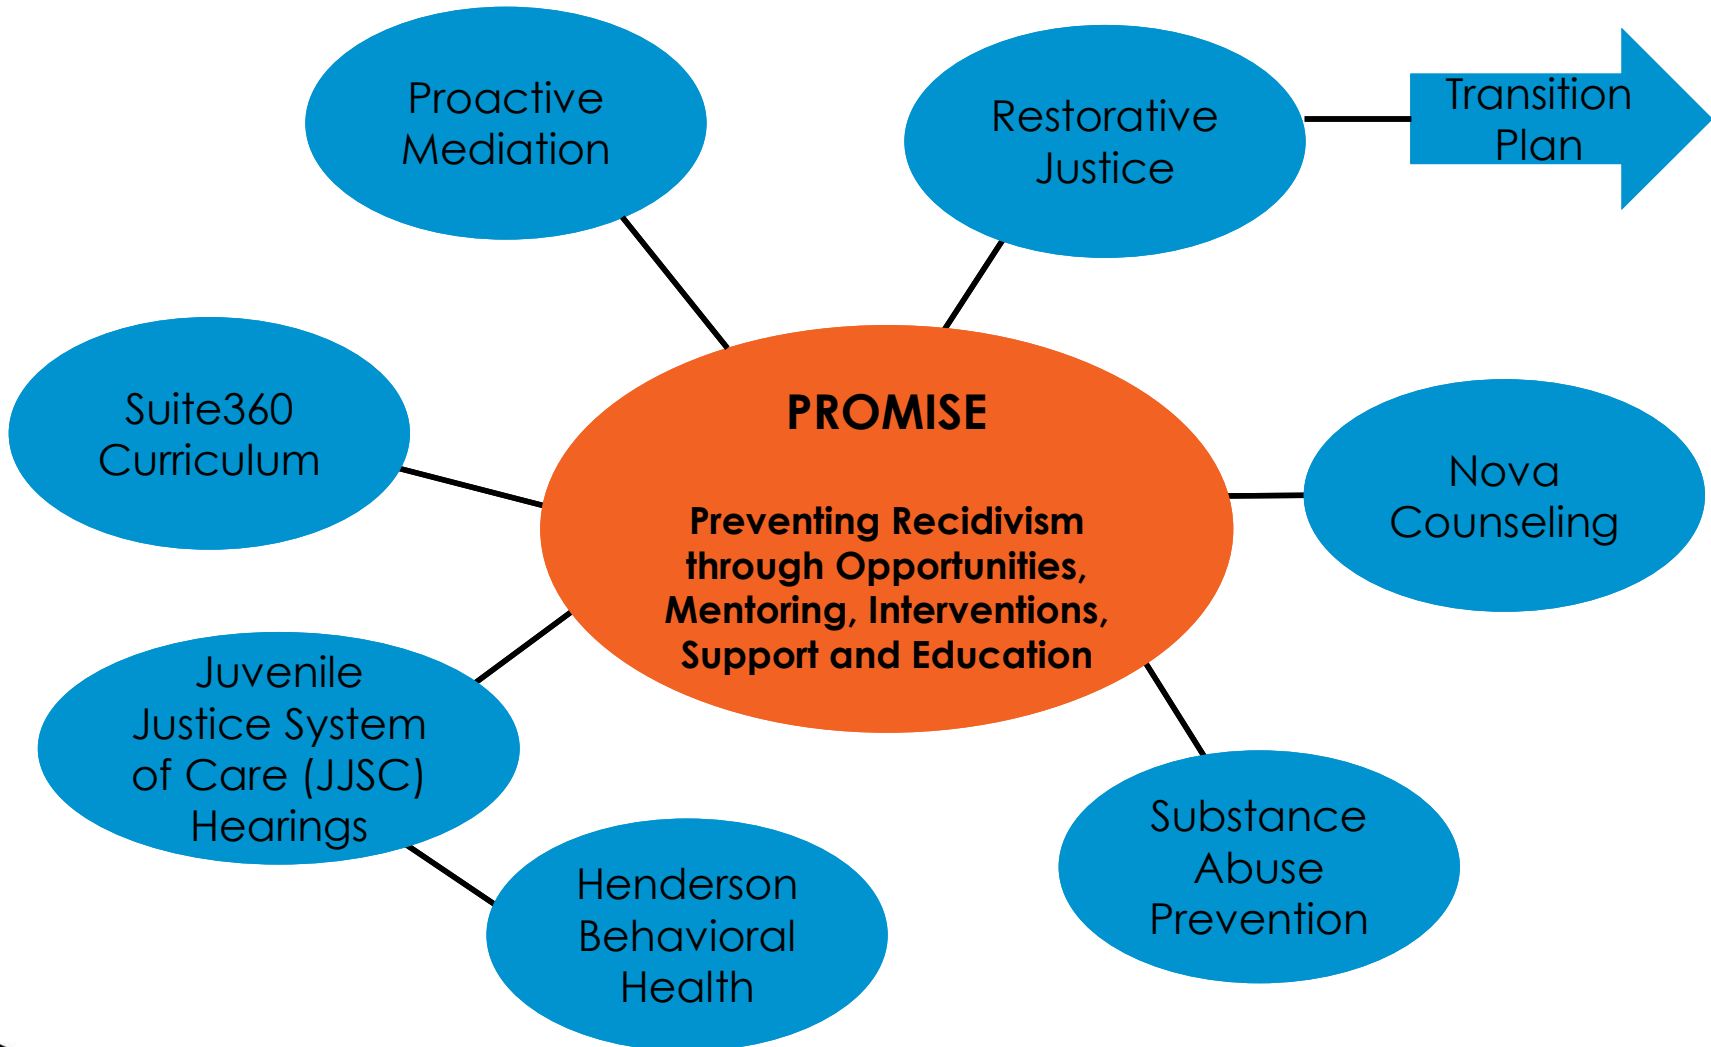 Proactive
Mediation
Restorative
Justice
Transition
Plan
Suite360
Curriculum
PROMISE
Preventing Recidivism
through Opportunities,
Mentoring, Interventions,
Support and Education
Nova
Counseling
Juvenile
Justice System
of Care (JJSC)
Hearings
Henderson
Behavioral
Health
Substance
Abuse
Prevention